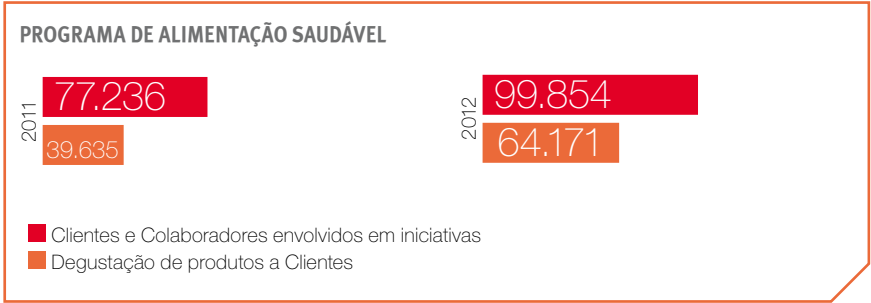 PROGRAMA DE ALIMENTAÇÃO SAUDÁVEL
2011
77.236
39.635
2012
99.854
64.171
Clientes e Colaboradores envolvidos em iniciativas
Degustação de produtos a Clientes